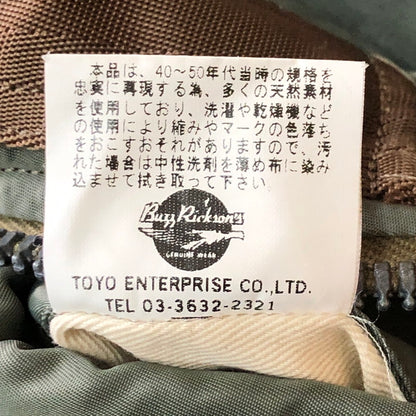 本品は、40〜50年代当時の規格を
忠実に再現する為、多くの天然素材
を使用しており、洗濯や乾燥機など
の使用により縮みやマークの色落ち
をおこすおそれがありますので、汚
れた場合は中性洗剤を薄め布に染み
込ませて拭き取って下さい。
Buzz Rickson's
GENUINE WEAR
TOYO ENTERPRISE CO.,LTD.
TEL 03-3632-2321